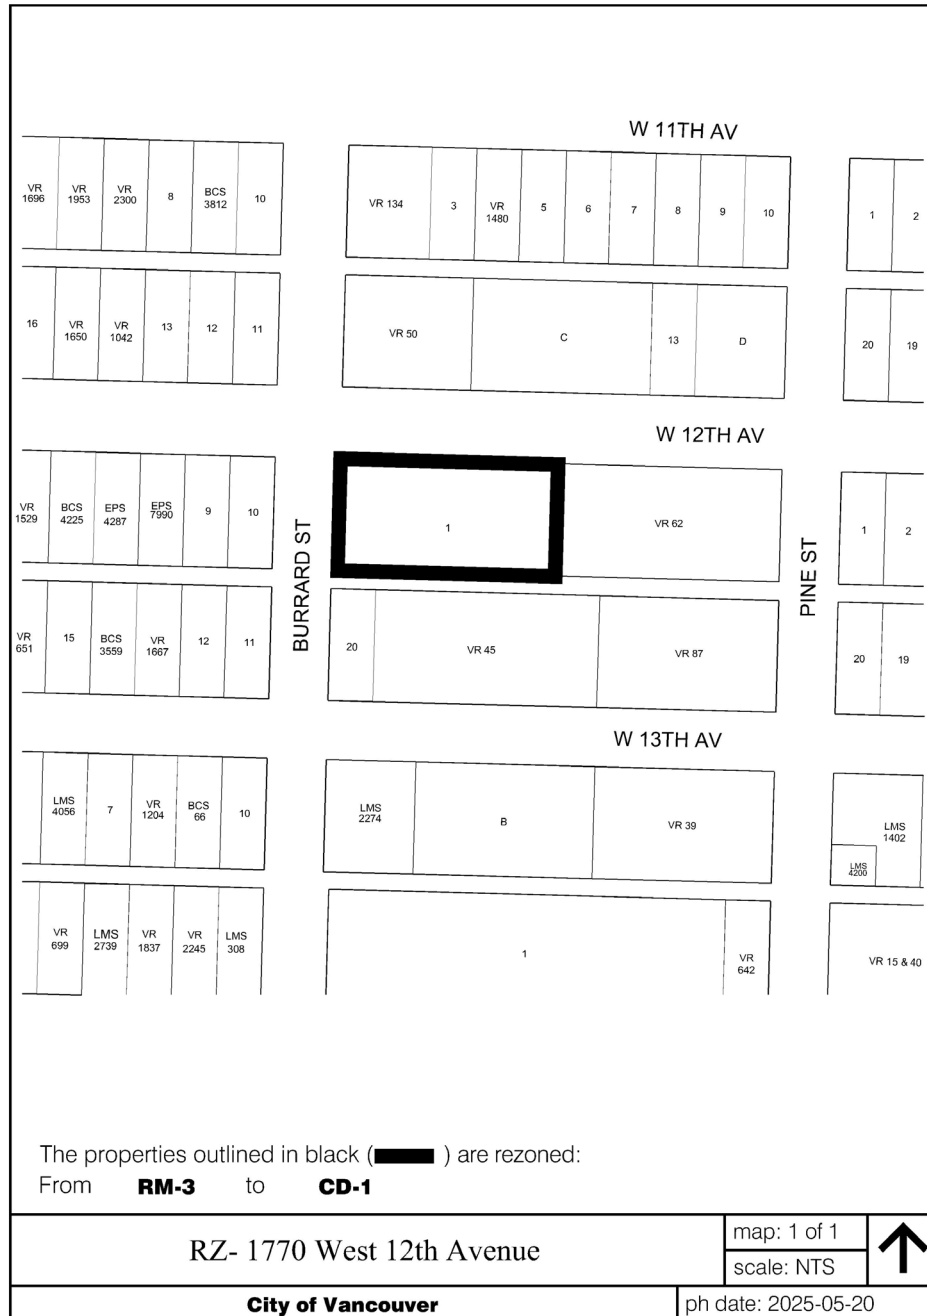 W 11TH AV
VR
1696
VR
1953
VR
2300
8
BCS
3812
10
VR 134
3
VR
1480
5
6
7
8
9
10
1
2
16
VR
1650
VR
1042
13
12
11
VR 50
C
13
D
20
19
W 12TH AV
VR
1529
BCS
4225
EPS
4287
EPS
7990
9
10
BURRARD ST
1
VR 62
PINE ST
1
2
VR
651
15
BCS
3559
VR
1667
12
11
20
VR 45
VR 87
20
19
W 13TH AV
LMS
4056
7
VR
1204
BCS
66
10
LMS
2274
B
VR 39
LMS
1402
LMS
4200
VR
699
LMS
2739
VR
1837
VR
2245
LMS
308
1
VR
642
VR 15 & 40
The properties outlined in black ( ) are rezoned:
From RM-3 to CD-1
RZ- 1770 West 12th Avenue
map: 1 of 1
scale: NTS
City of Vancouver
ph date: 2025-05-20